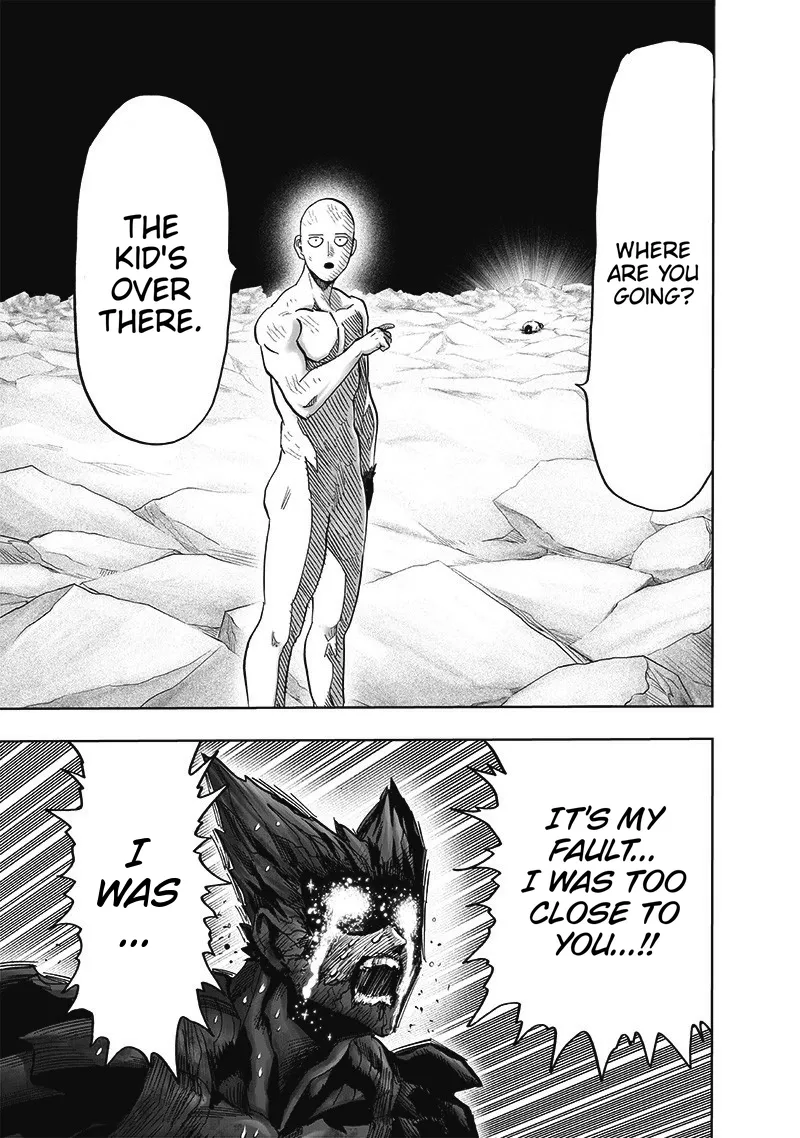 WHERE
ARE YOU
GOING?
THE
KID'S
OVER
THERE.
IT'S MY
FAULT...
I WAS TOO
CLOSE TO
YOU...!!
I
WAS
...